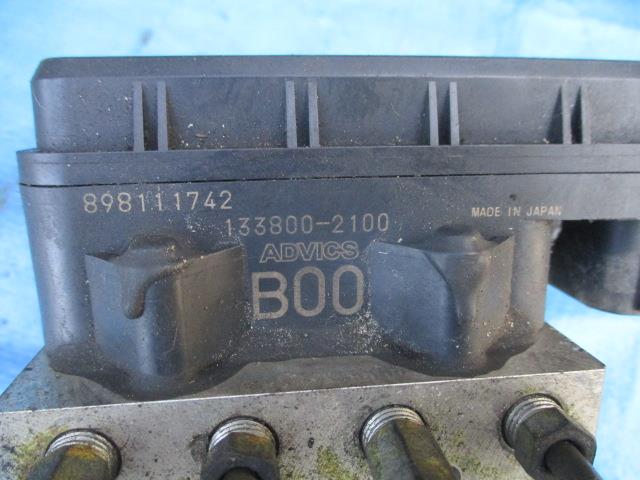 898111742
133800-2100
MADE IN JAPAN
ADVICS
B00